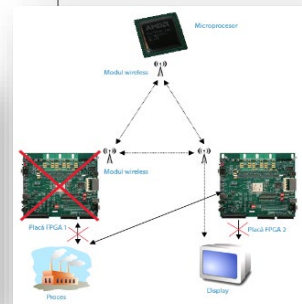 Microprocesor
Modul wireless
Modul wireless
Placă FPGA 1
Placă FPGA 2
Proces
Display